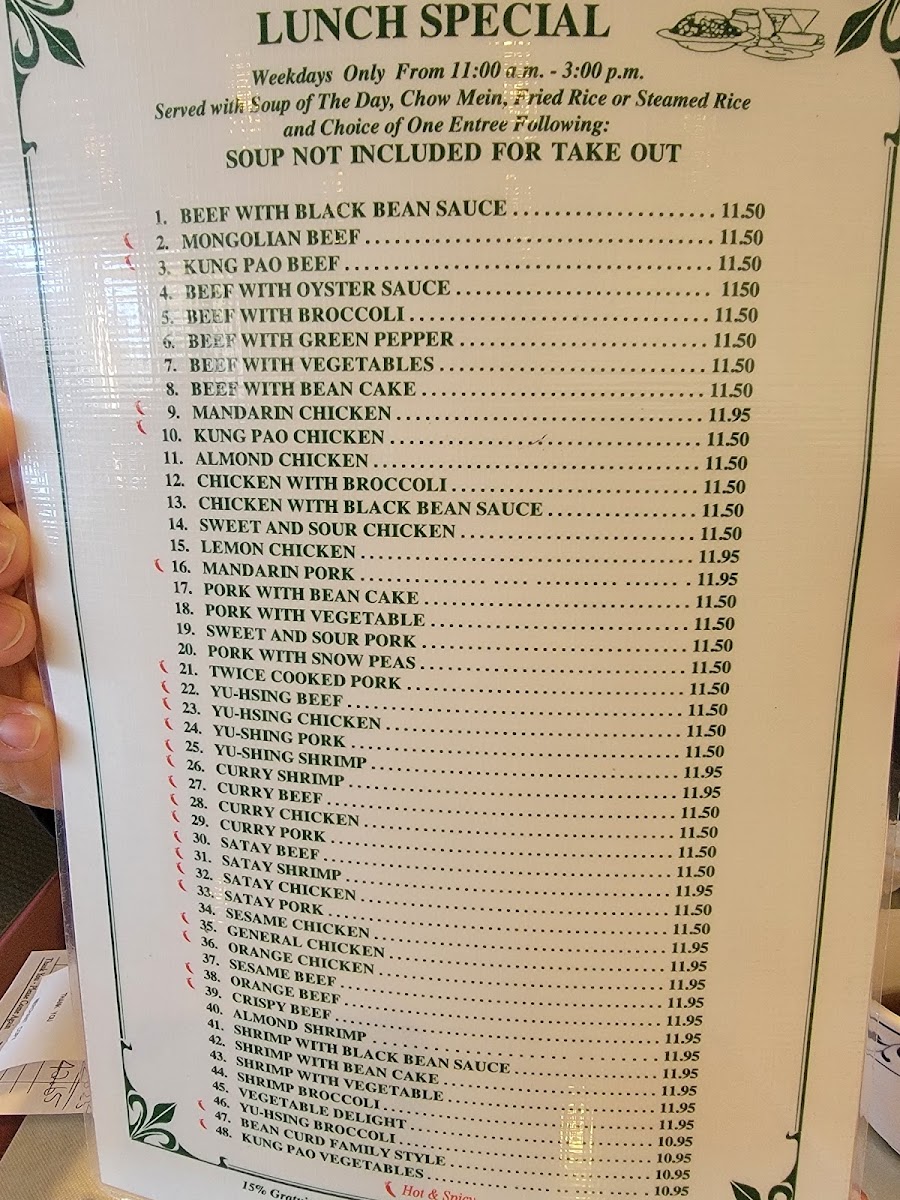 LUNCH SPECIAL
Weekdays Only From 11:00 a.m. - 3:00 p.m.
Served with Soup of The Day, Chow Mein, Fried Rice or Steamed Rice
and Choice of One Entree Following:
SOUP NOT INCLUDED FOR TAKE OUT
1. BEEF WITH BLACK BEAN SAUCE 11.50
2. MONGOLIAN BEEF 11.50
3. KUNG PAO BEEF 11.50
4. BEEF WITH OYSTER SAUCE 1150
5. BEEF WITH BROCCOLI 11.50
6. BEEF WITH GREEN PEPPER 11.50
7. BEEF WITH VEGETABLES 11.50
8. BEEF WITH BEAN CAKE 11.50
9. MANDARIN CHICKEN 11.95
10. KUNG PAO CHICKEN 11.50
11. ALMOND CHICKEN 11.50
12. CHICKEN WITH BROCCOLI 11.50
13. CHICKEN WITH BLACK BEAN SAUCE 11.50
14. SWEET AND SOUR CHICKEN 11.50
15. LEMON CHICKEN 11.95
16. MANDARIN PORK 11.95
17. PORK WITH BEAN CAKE 11.50
18. PORK WITH VEGETABLE 11.50
19. SWEET AND SOUR PORK 11.50
20. PORK WITH SNOW PEAS 11.50
21. TWICE COOKED PORK 11.50
22. YU-HSING BEEF 11.50
23. YU-HSING CHICKEN 11.50
24. YU-SHING PORK 11.50
25. YU-SHING SHRIMP 11.95
26. CURRY SHRIMP 11.95
27. CURRY BEEF 11.50
28. CURRY CHICKEN 11.50
29. CURRY PORK 11.50
30. SATAY BEEF 11.50
31. SATAY SHRIMP 11.95
32. SATAY CHICKEN 11.50
33. SATAY PORK 11.50
34. SESAME CHICKEN 11.95
35. GENERAL CHICKEN 11.95
36. ORANGE CHICKEN 11.95
37. SESAME BEEF 11.95
38. ORANGE BEEF 11.95
39. CRISPY BEEF 11.95
40. ALMOND SHRIMP 11.95
41. SHRIMP WITH BLACK BEAN SAUCE 11.95
42. SHRIMP WITH BEAN CAKE 11.95
43. SHRIMP WITH VEGETABLE 11.95
44. SHRIMP BROCCOLI 11.95
45. VEGETABLE DELIGHT 10.95
46. YU-HSING BROCCOLI 10.95
47. BEAN CURD FAMILY STYLE 10.95
48. KUNG PAO VEGETABLES 10.95
Hot & Spicy
15%
Thank You - Please Come Again